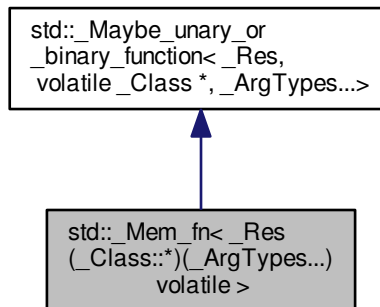 std::_Maybe_unary_or
_binary_function< _Res,
volatile _Class *, _ArgTypes...>
std::_Mem_fn< _Res
(_Class::*)(_ArgTypes...)
volatile >